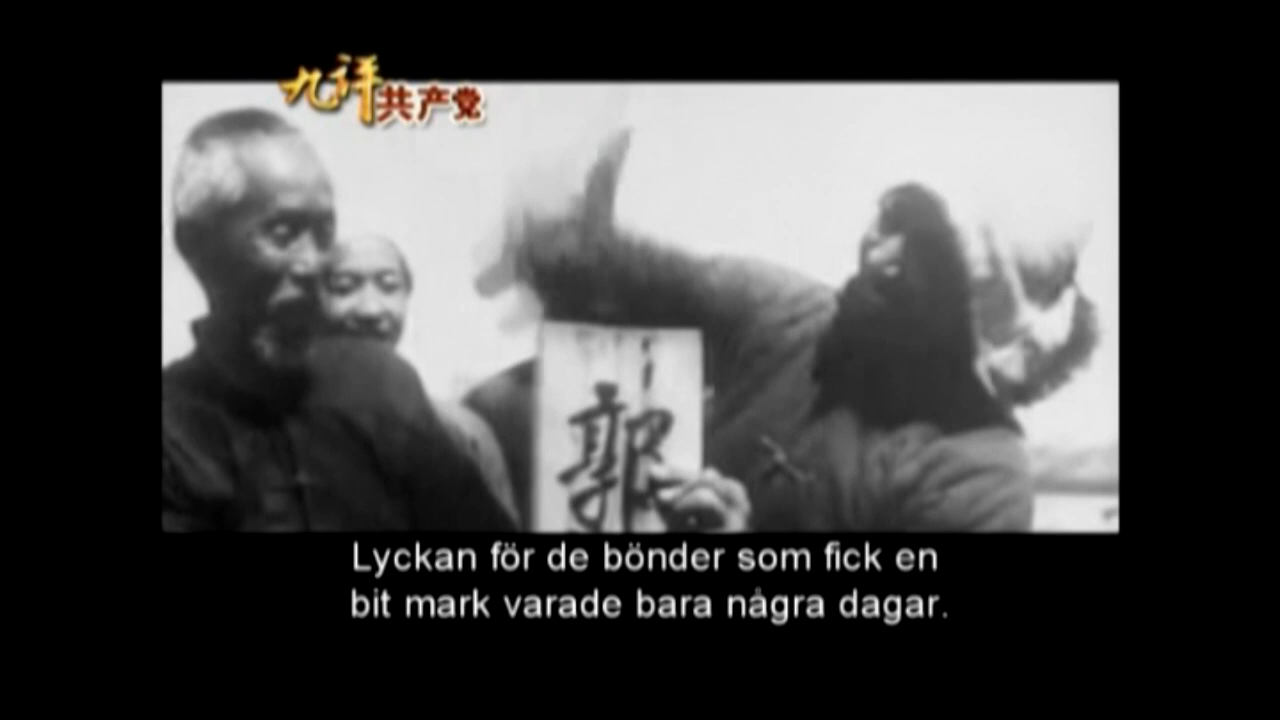 九评共产党
郭
Lyckan för de bönder som fick en
bit mark varade bara några dagar.